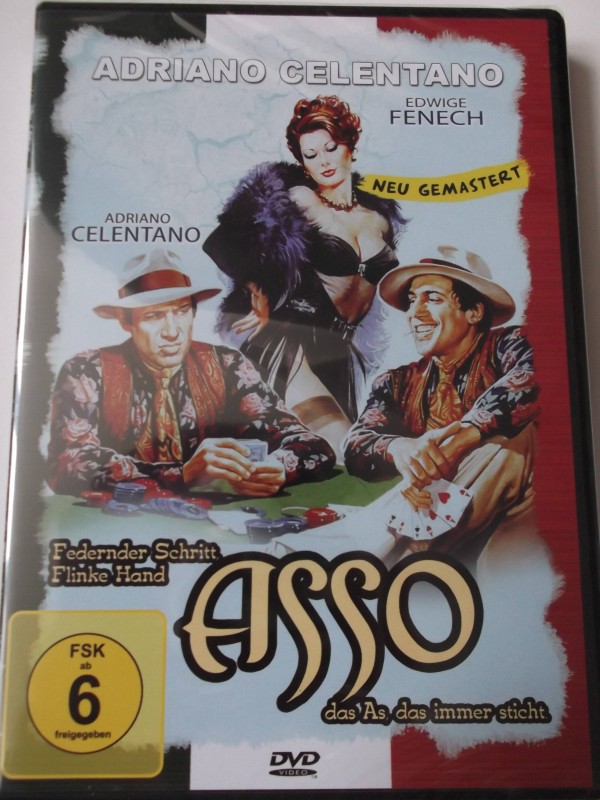 ADRIANO CELENTANO
EDWIGE
FENECH
NEU GEMASTERT
ADRIANO
CELENTANO
Federnder Schritt,
Flinke Hand
ASSO
das As, das immer sticht
FSK
ab
6
freigegeben
DVD
VIDEO